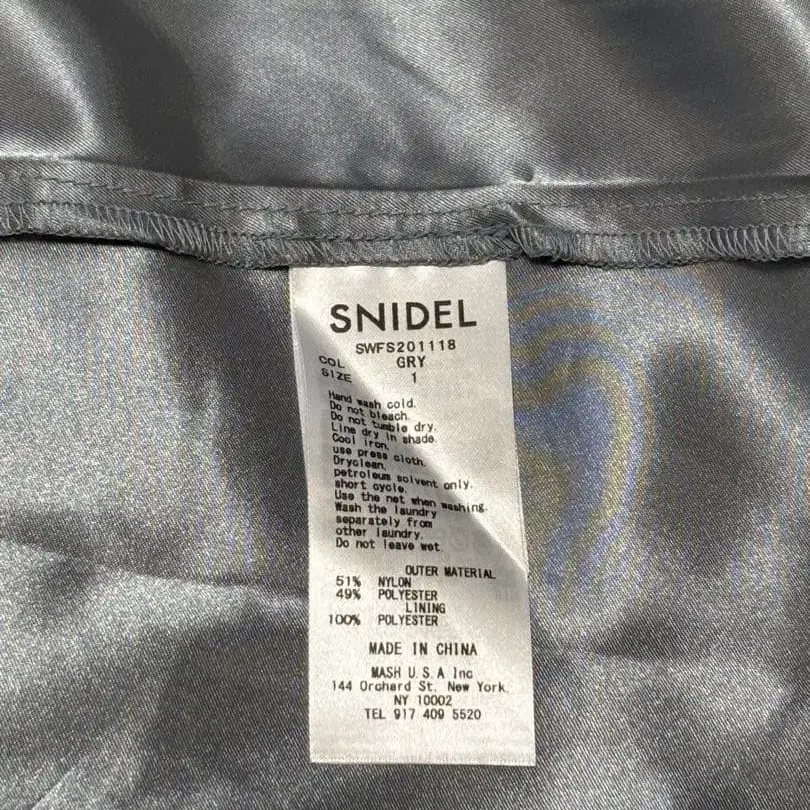 SNIDEL
SWFS201118
COL GRY
SIZE 1
Hand wash cold.
Do not bleach.
Do not tumble dry.
Line dry in shade.
Cool iron.
use press cloth.
Dryclean.
petroleum solvent only.
short cycle.
Use the net when washing.
Wash the laundry
separately from
other laundry.
Do not leave wet.
OUTER MATERIAL
51% NYLON
49% POLYESTER
LINING
100% POLYESTER
MADE IN CHINA
MASH U.S.A Inc
144 Orchard St. New York,
NY 10002
TEL 917 409 5520